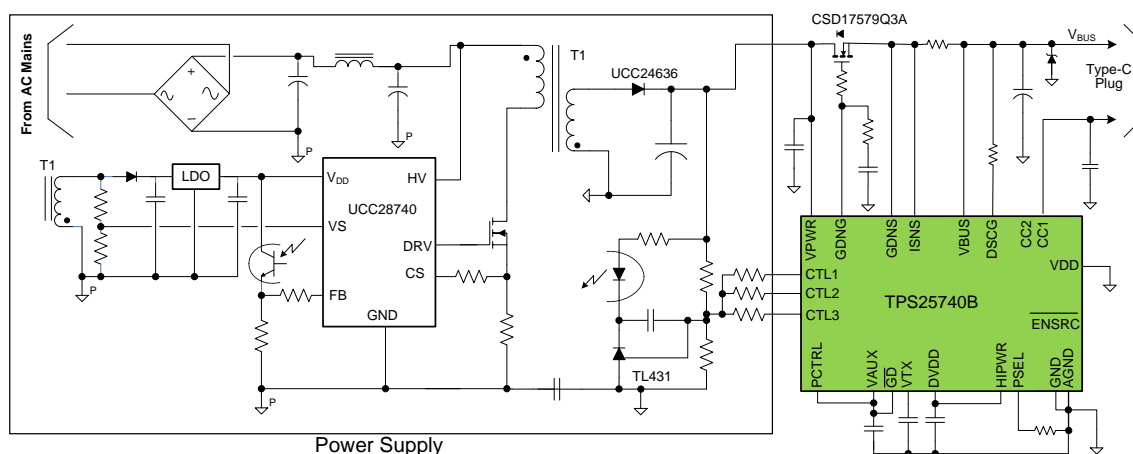 From AC Mains
CSD17579Q3A
VBUS
Type-C
Plug
T1
UCC24636
+
−
P
P
T1
LDO
VDD
HV
UCC28740
VS
DRV
CS
FB
GND
P
P
TL431
VPWR
GDNG
GDNS
ISNS
VBUS
DSCG
CC2
CC1
CTL1
CTL2
CTL3
VDD
TPS25740B
ENSRC
PCTRL
VAUX
GD
VTX
DVDD
HIPWR
PSEL
GND
AGND
Power Supply